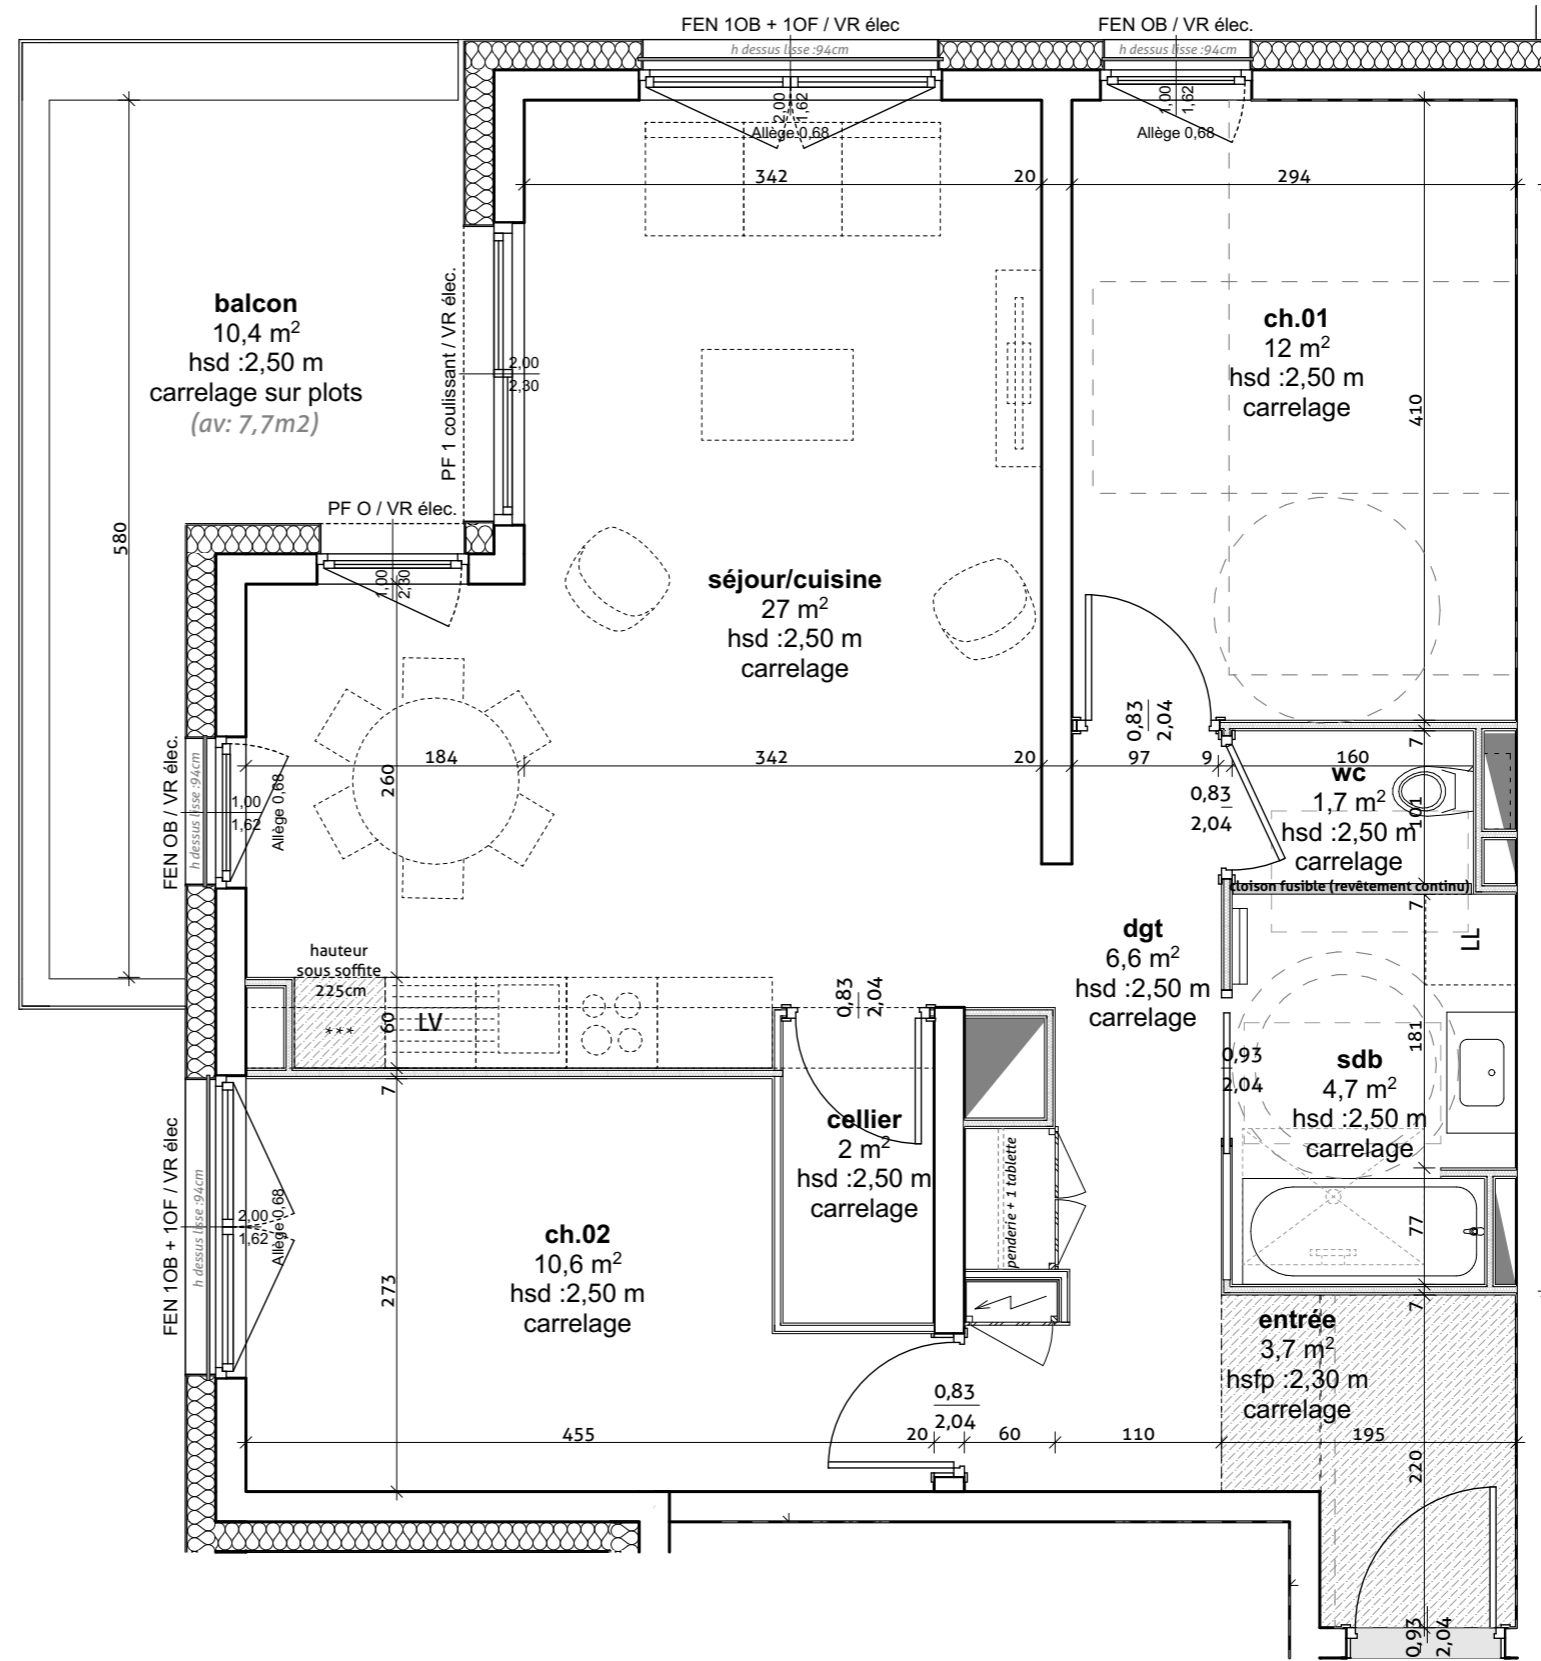 FEN 1OB + 1OF / VR élec
h dessus lisse :94cm
2,00
1,62
Allège 0,68
FEN OB / VR élec.
h dessus lisse :94cm
1,00
1,62
Allège 0,68
342
20
294
balcon
10,4 m²
hsd :2,50 m
carrelage sur plots
(av: 7,7m2)
580
PF 1 coulissant / VR élec.
2,00
2,30
PF O / VR élec.
1,00
2,30
ch.01
12 m²
hsd :2,50 m
carrelage
410
séjour/cuisine
27 m²
hsd :2,50 m
carrelage
0,83
2,04
184
342
20
97
9
160
7
260
FEN OB / VR élec.
h dessus lisse :94cm
1,00
1,62
Allège 0,68
0,83
2,04
wc
1,7 m²
hsd :2,50 m
carrelage
101
cloison fusible (revêtement continu)
7
dgt
6,6 m²
hsd :2,50 m
carrelage
LL
hauteur
sous soffite
225cm
***
60
LV
0,83
2,04
0,93
2,04
181
sdb
4,7 m²
hsd :2,50 m
carrelage
7
cellier
2 m²
hsd :2,50 m
carrelage
penderie + 1 tablette
77
FEN 1OB + 1OF / VR élec
h dessus lisse :94cm
2,00
1,62
Allège 0,68
ch.02
10,6 m²
hsd :2,50 m
carrelage
273
7
entrée
3,7 m²
hsfp :2,30 m
carrelage
0,83
2,04
455
20
60
110
195
220
0,93
2,04